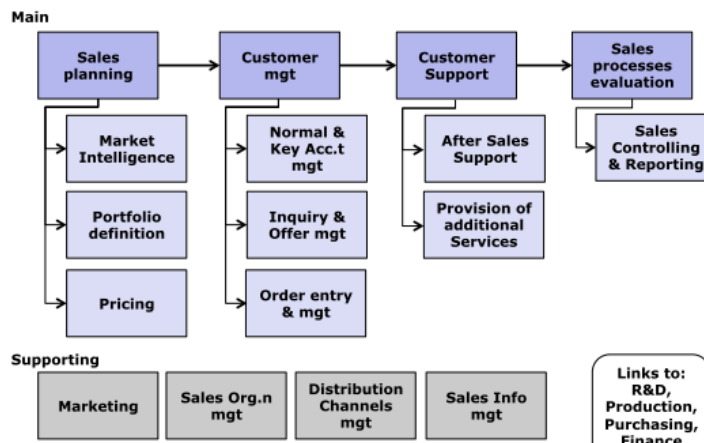 Main
Sales
planning
Customer
mgt
Customer
Support
Sales
processes
evaluation
Market
Intelligence
Normal &
Key Acc.t
mgt
After Sales
Support
Sales
Controlling
& Reporting
Portfolio
definition
Inquiry &
Offer mgt
Provision of
additional
Services
Pricing
Order entry
& mgt
Supporting
Marketing
Sales Org.n
mgt
Distribution
Channels
mgt
Sales Info
mgt
Links to:
R&D,
Production,
Purchasing,
Finance